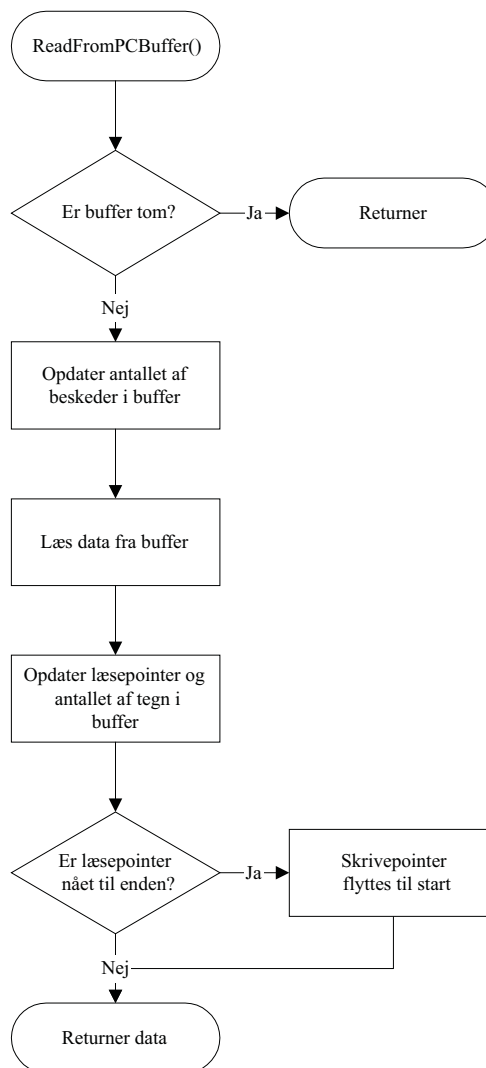 ReadFromPCBuffer()
Er buffer tom?
Ja
Returner
Nej
Opdater antallet af
beskeder i buffer
Læs data fra buffer
Opdater læsepointer og
antallet af tegn i
buffer
Er læsepointer
nået til enden?
Ja
Skrivepointer
flyttes til start
Nej
Returner data